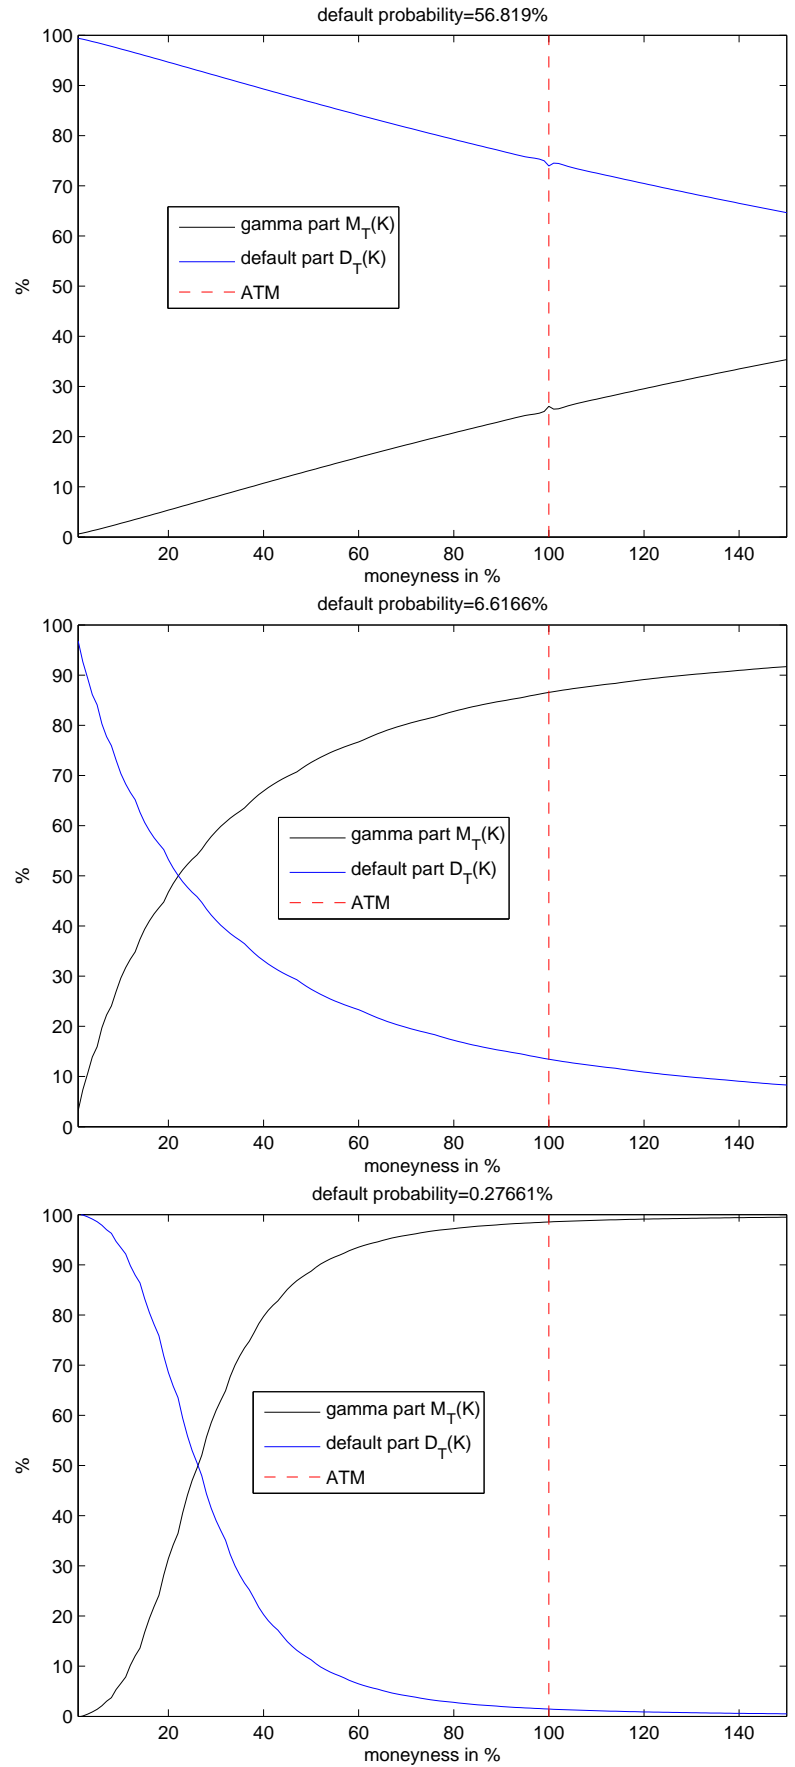 default probability=56.819%
100
90
80
70
60
50
40
30
20
10
0
%
gamma part M_T(K)
default part D_T(K)
ATM
20 40 60 80 100 120 140
moneyness in %
default probability=6.6166%
100
90
80
70
60
50
40
30
20
10
0
%
gamma part M_T(K)
default part D_T(K)
ATM
20 40 60 80 100 120 140
moneyness in %
default probability=0.27661%
100
90
80
70
60
50
40
30
20
10
0
%
gamma part M_T(K)
default part D_T(K)
ATM
20 40 60 80 100 120 140
moneyness in %